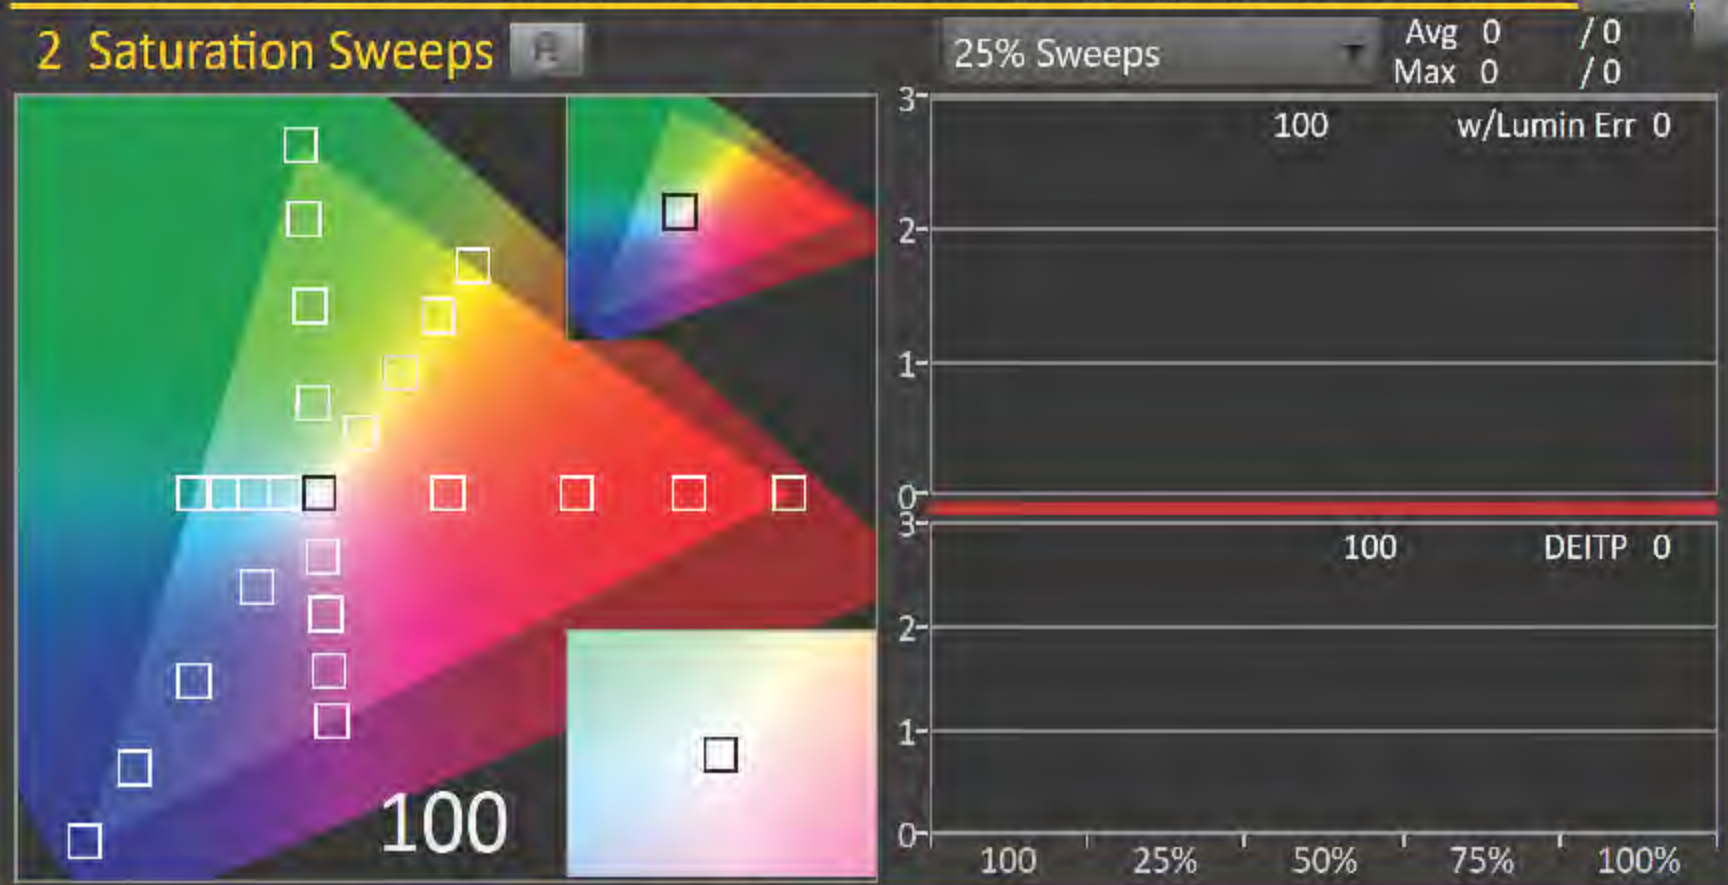 2 Saturation Sweeps
25% Sweeps
Avg 0 / 0
Max 0 / 0
3
100 w/Lumin Err 0
2
1
0
3
100 DEITP 0
2
1
0
100
100 25% 50% 75% 100%